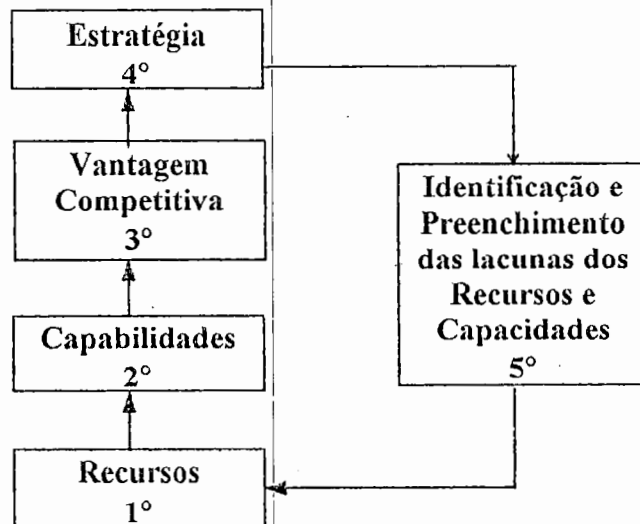 Estratégia
4°
Vantagem
Competitiva
3°
Capabilidades
2°
Recursos
1°
Identificação e
Preenchimento
das lacunas dos
Recursos e
Capacidades
5°